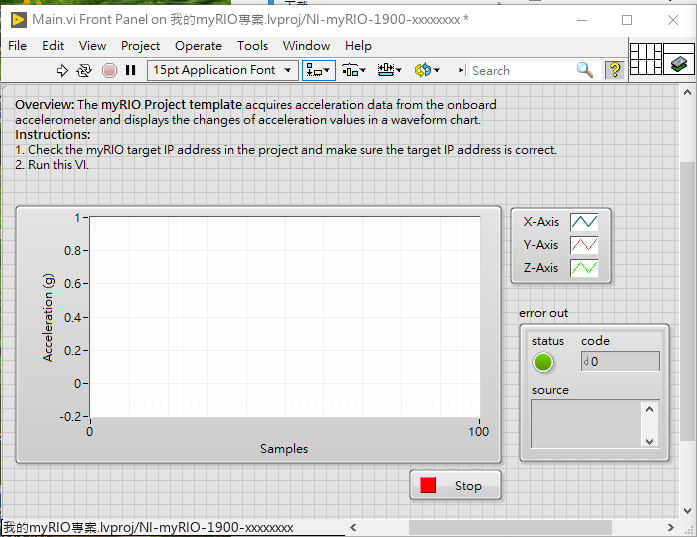 下載
Main.vi Front Panel on 我的myRIO專案.lvproj/NI-myRIO-1900-xxxxxxxx *
File Edit View Project Operate Tools Window Help
15pt Application Font
Search
?
Overview: The myRIO Project template acquires acceleration data from the onboard
accelerometer and displays the changes of acceleration values in a waveform chart.
Instructions:
1. Check the myRIO target IP address in the project and make sure the target IP address is correct.
2. Run this VI.
1
0.8
0.6
0.4
0.2
0
-0.2
Acceleration (g)
0
100
Samples
X-Axis
Y-Axis
Z-Axis
error out
status code
d 0
source
Stop
我的myRIO專案.lvproj/NI-myRIO-1900-xxxxxxxx